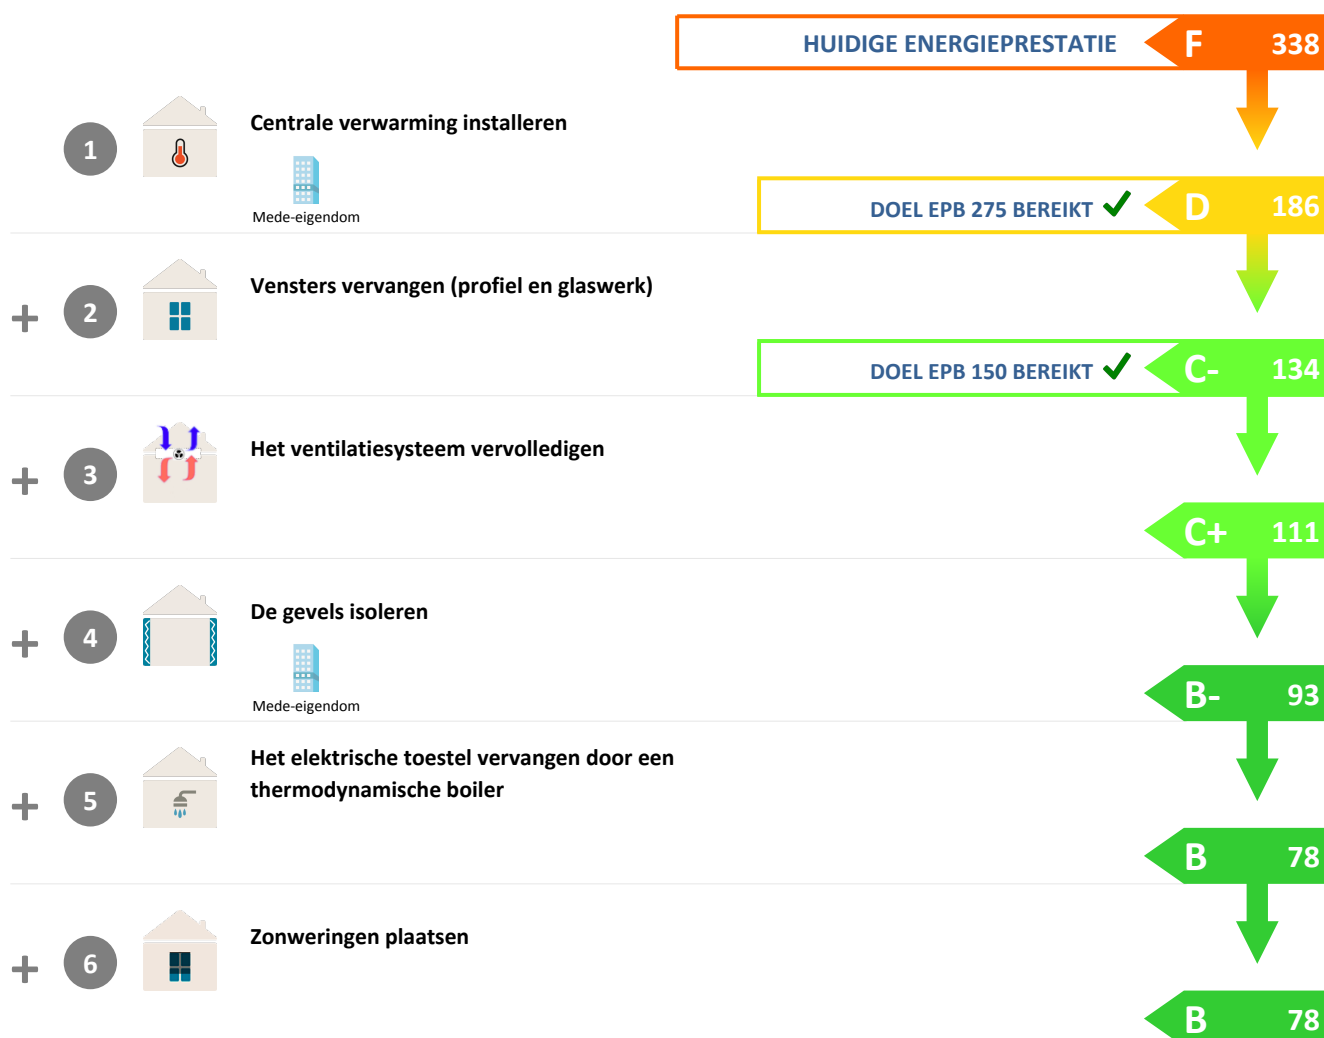 HUIDIGE ENERGIEPRESTATIE F 338
1 Centrale verwarming installeren
Mede-eigendom
DOEL EPB 275 BEREIKT D 186
+ 2 Vensters vervangen (profiel en glaswerk)
DOEL EPB 150 BEREIKT C- 134
+ 3 Het ventilatiesysteem vervolledigen
C+ 111
+ 4 De gevels isoleren
Mede-eigendom
B- 93
+ 5 Het elektrische toestel vervangen door een
thermodynamische boiler
B 78
+ 6 Zonweringen plaatsen
B 78